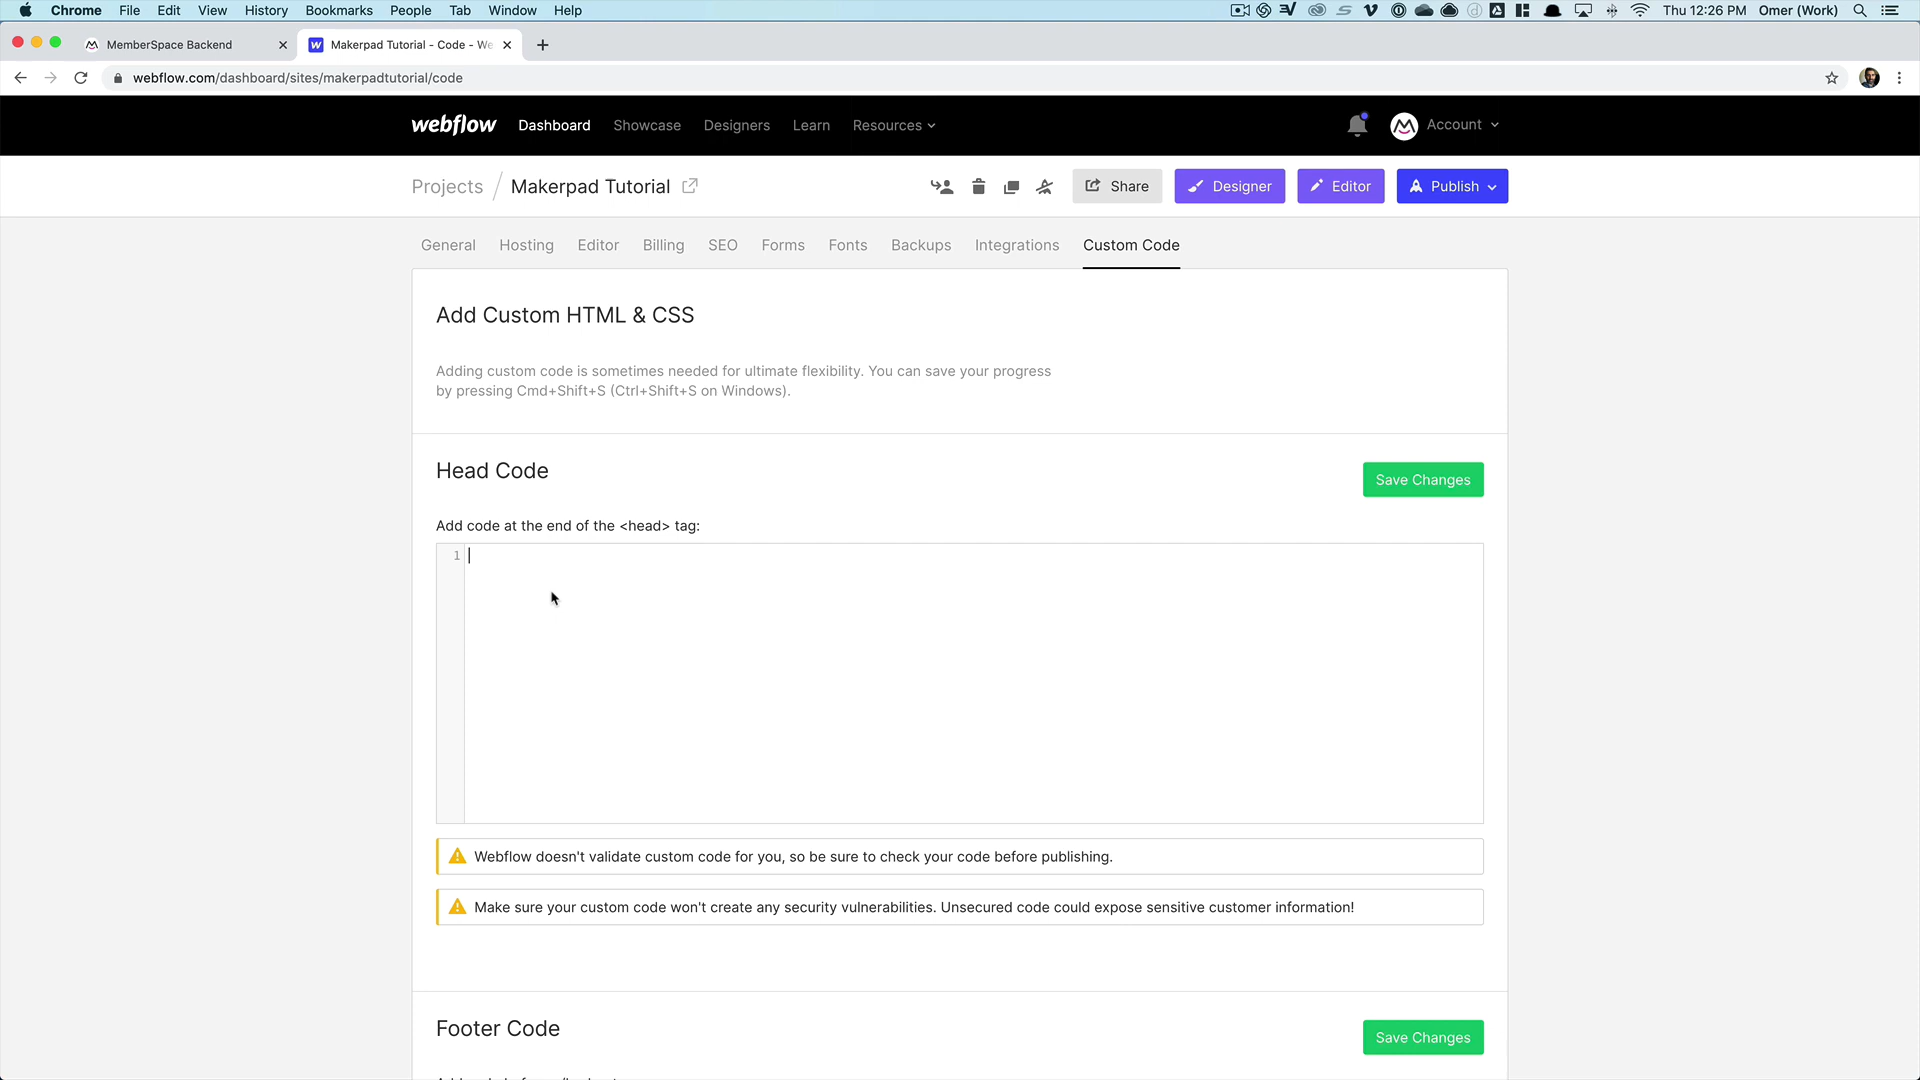 Chrome File Edit View History Bookmarks People Tab Window Help Thu 12:26 PM Omer (Work)
MemberSpace Backend Makerpad Tutorial - Code - We
webflow.com/dashboard/sites/makerpadtutorial/code
webflow Dashboard Showcase Designers Learn Resources Account
Projects / Makerpad Tutorial Share Designer Editor Publish
General Hosting Editor Billing SEO Forms Fonts Backups Integrations Custom Code
Add Custom HTML & CSS
Adding custom code is sometimes needed for ultimate flexibility. You can save your progress
by pressing Cmd+Shift+S (Ctrl+Shift+S on Windows).
Head Code Save Changes
Add code at the end of the <head> tag:
1
Webflow doesn't validate custom code for you, so be sure to check your code before publishing.
Make sure your custom code won't create any security vulnerabilities. Unsecured code could expose sensitive customer information!
Footer Code Save Changes